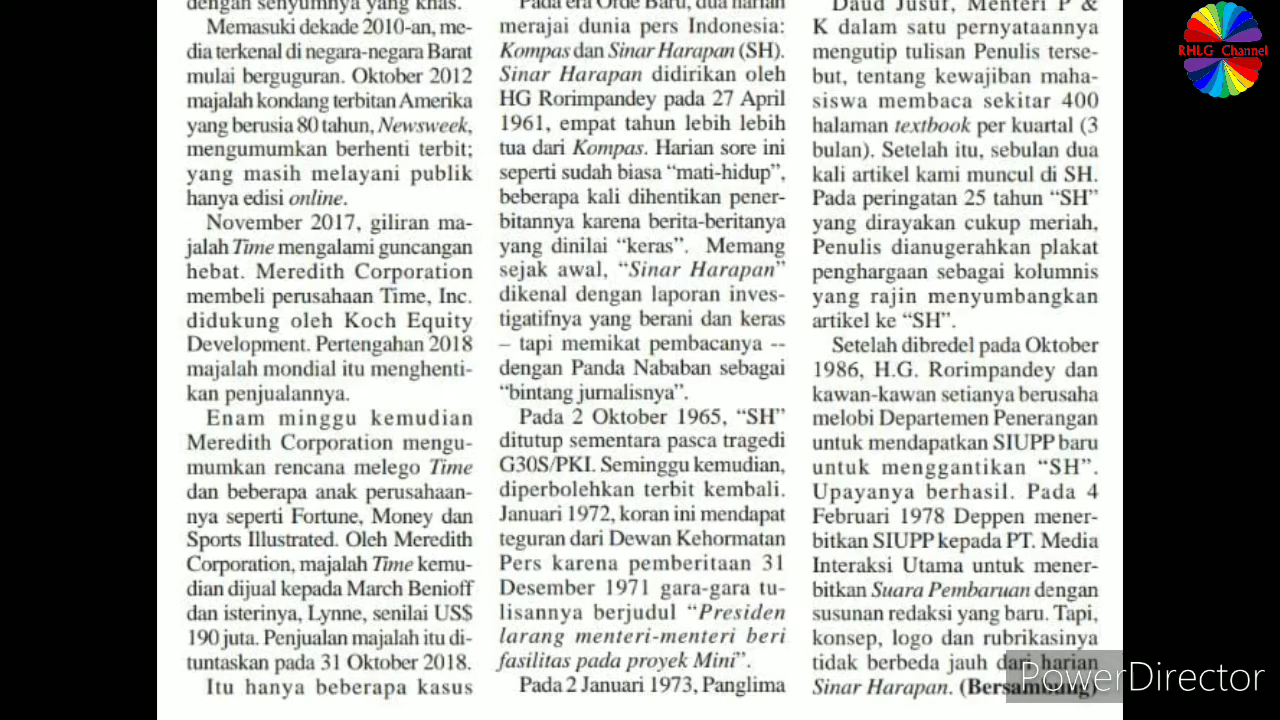 dengan senyumnya yang khas.
Memasuki dekade 2010-an, me-
dia terkenal di negara-negara Barat
mulai berguguran. Oktober 2012
majalah kondang terbitan Amerika
yang berusia 80 tahun, Newsweek,
mengumumkan berhenti terbit;
yang masih melayani publik
hanya edisi online.
November 2017, giliran ma-
jalah Time mengalami guncangan
hebat. Meredith Corporation
membeli perusahaan Time, Inc.
didukung oleh Koch Equity
Development. Pertengahan 2018
majalah mondial itu menghenti-
kan penjualannya.
Enam minggu kemudian
Meredith Corporation mengu-
mumkan rencana melego Time
dan beberapa anak perusahaan-
nya seperti Fortune, Money dan
Sports Illustrated. Oleh Meredith
Corporation, majalah Time kemu-
dian dijual kepada March Benioff
dan isterinya, Lynne, senilai US$
190 juta. Penjualan majalah itu di-
tuntaskan pada 31 Oktober 2018.
Itu hanya beberapa kasus
Pada era Orde Baru, dua harian
merajai dunia pers Indonesia:
Kompas dan Sinar Harapan (SH).
Sinar Harapan didirikan oleh
HG Rorimpandey pada 27 April
1961, empat tahun lebih lebih
tua dari Kompas. Harian sore ini
seperti sudah biasa “mati-hidup”,
beberapa kali dihentikan pener-
bitannya karena berita-beritanya
yang dinilai “keras”. Memang
sejak awal, “Sinar Harapan”
dikenal dengan laporan inves-
tigatifnya yang berani dan keras
– tapi memikat pembacanya --
dengan Panda Nababan sebagai
“bintang jurnalisnya”.
Pada 2 Oktober 1965, “SH”
ditutup sementara pasca tragedi
G30S/PKI. Seminggu kemudian,
diperbolehkan terbit kembali.
Januari 1972, koran ini mendapat
teguran dari Dewan Kehormatan
Pers karena pemberitaan 31
Desember 1971 gara-gara tu-
lisannya berjudul “Presiden
larang menteri-menteri beri
fasilitas pada proyek Mini”.
Pada 2 Januari 1973, Panglima
Daud Jusuf, Menteri P &
K dalam satu pernyataannya
mengutip tulisan Penulis terse-
but, tentang kewajiban maha-
siswa membaca sekitar 400
halaman textbook per kuartal (3
bulan). Setelah itu, sebulan dua
kali artikel kami muncul di SH.
Pada peringatan 25 tahun “SH”
yang dirayakan cukup meriah,
Penulis dianugerahkan plakat
penghargaan sebagai kolumnis
yang rajin menyumbangkan
artikel ke “SH”.
Setelah dibredel pada Oktober
1986, H.G. Rorimpandey dan
kawan-kawan setianya berusaha
melobi Departemen Penerangan
untuk mendapatkan SIUPP baru
untuk menggantikan “SH”.
Upayanya berhasil. Pada 4
Februari 1978 Deppen mener-
bitkan SIUPP kepada PT. Media
Interaksi Utama untuk mener-
bitkan Suara Pembaruan dengan
susunan redaksi yang baru. Tapi,
konsep, logo dan rubrikasinya
tidak berbeda jauh dari harian
Sinar Harapan. (Bersambung)
RHLG Channel
PowerDirector